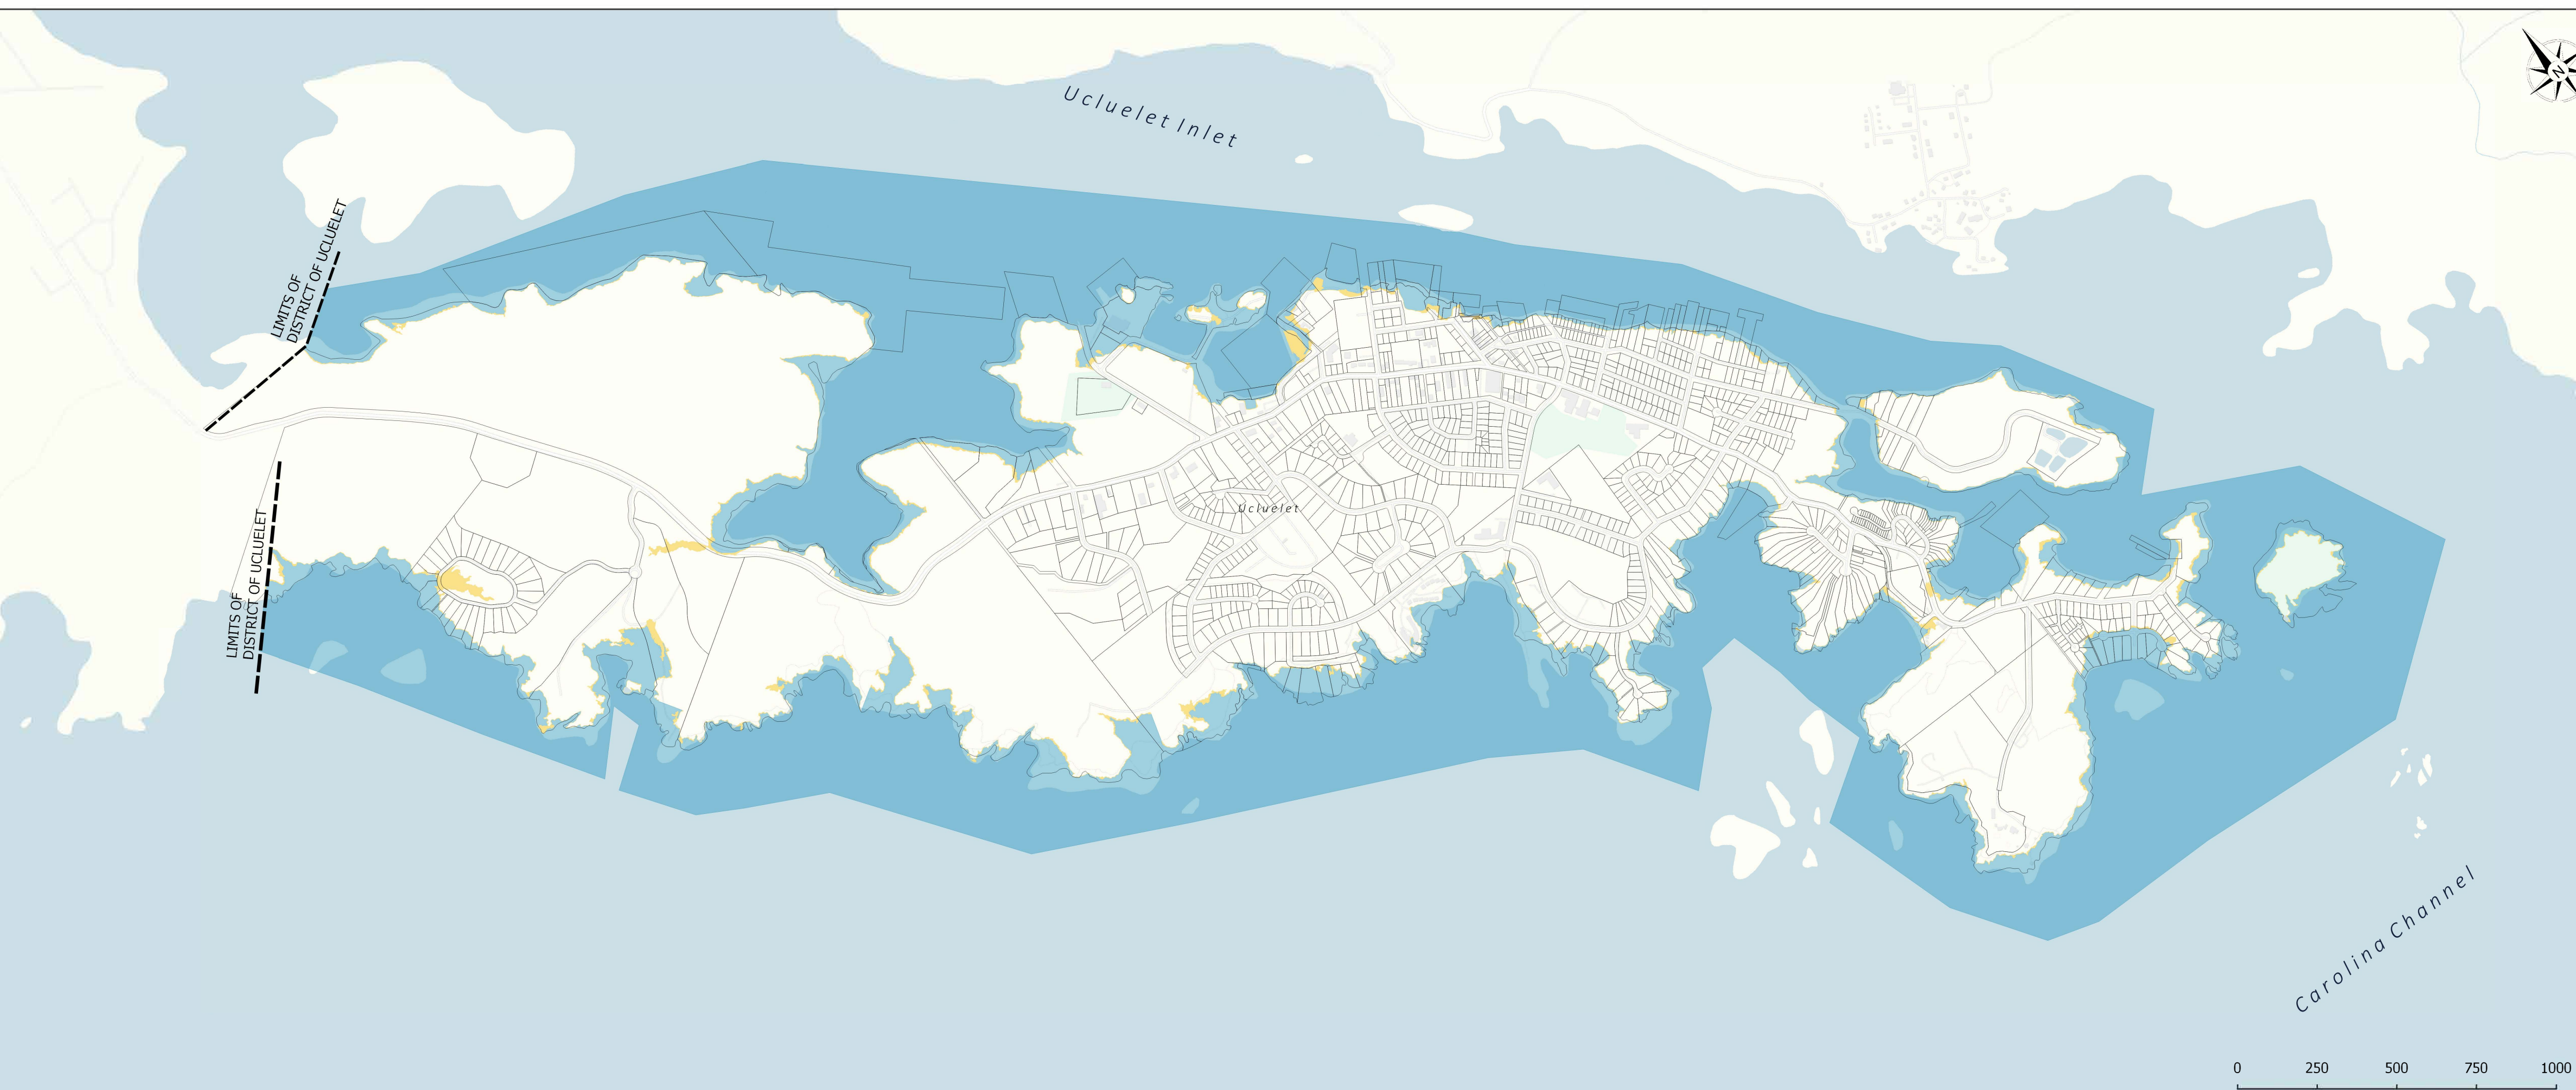 Ucluelet Inlet
N
LIMITS OF
DISTRICT OF UCLUELET
Ucluelet
LIMITS OF
DISTRICT OF UCLUELET
Carolina Channel
0 250 500 750 1000